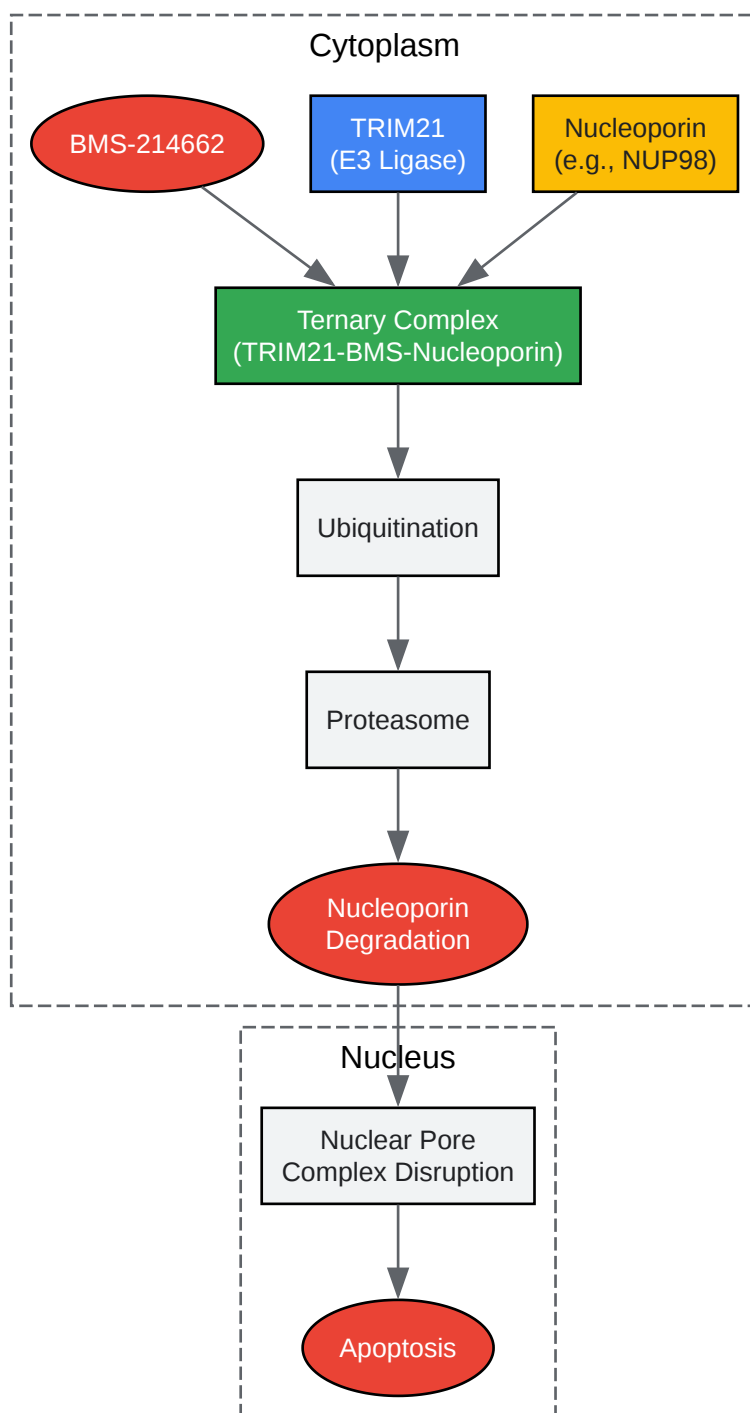 Cytoplasm
BMS-214662
TRIM21
(E3 Ligase)
Nucleoporin
(e.g., NUP98)
Ternary Complex
(TRIM21-BMS-Nucleoporin)
Ubiquitination
Proteasome
Nucleoporin
Degradation
Nucleus
Nuclear Pore
Complex Disruption
Apoptosis